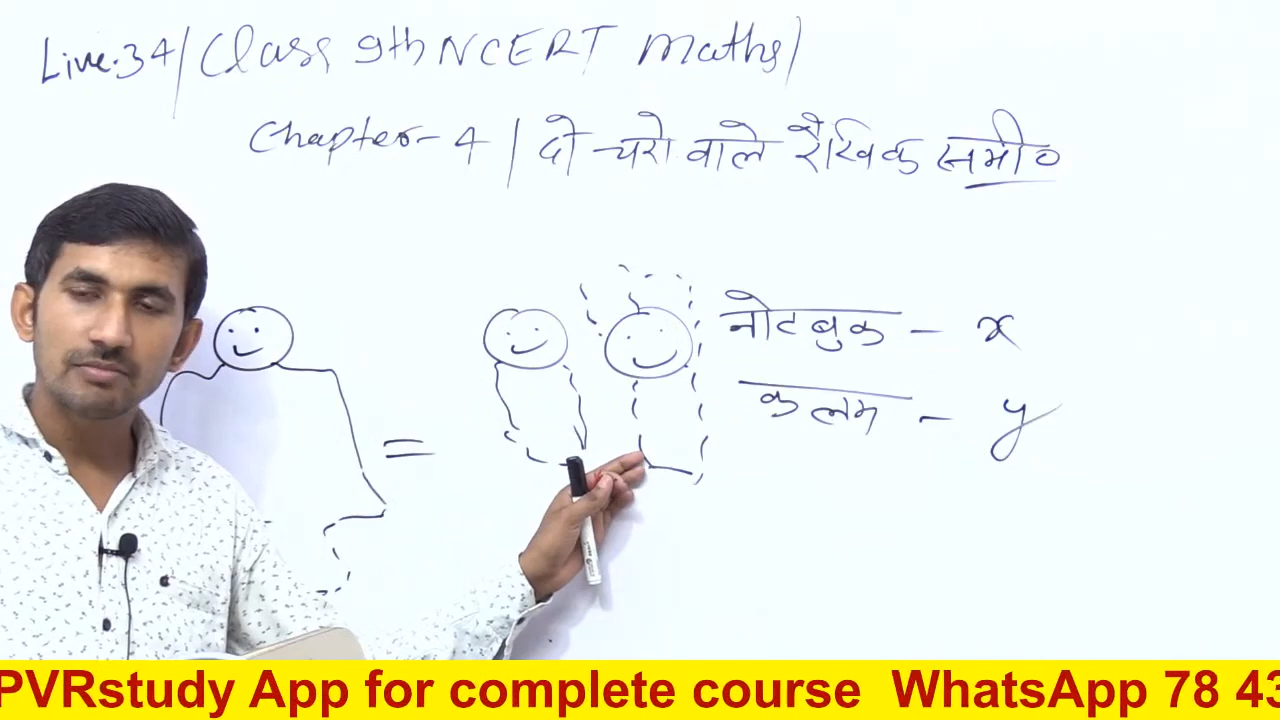 Live.34/ Class 9th NCERT maths/
Chapter-4/ दो चरो वाले रैखिक समी०
नोटबुक - x
कलम - y
=
PVRstudy App for complete course WhatsApp 78 43